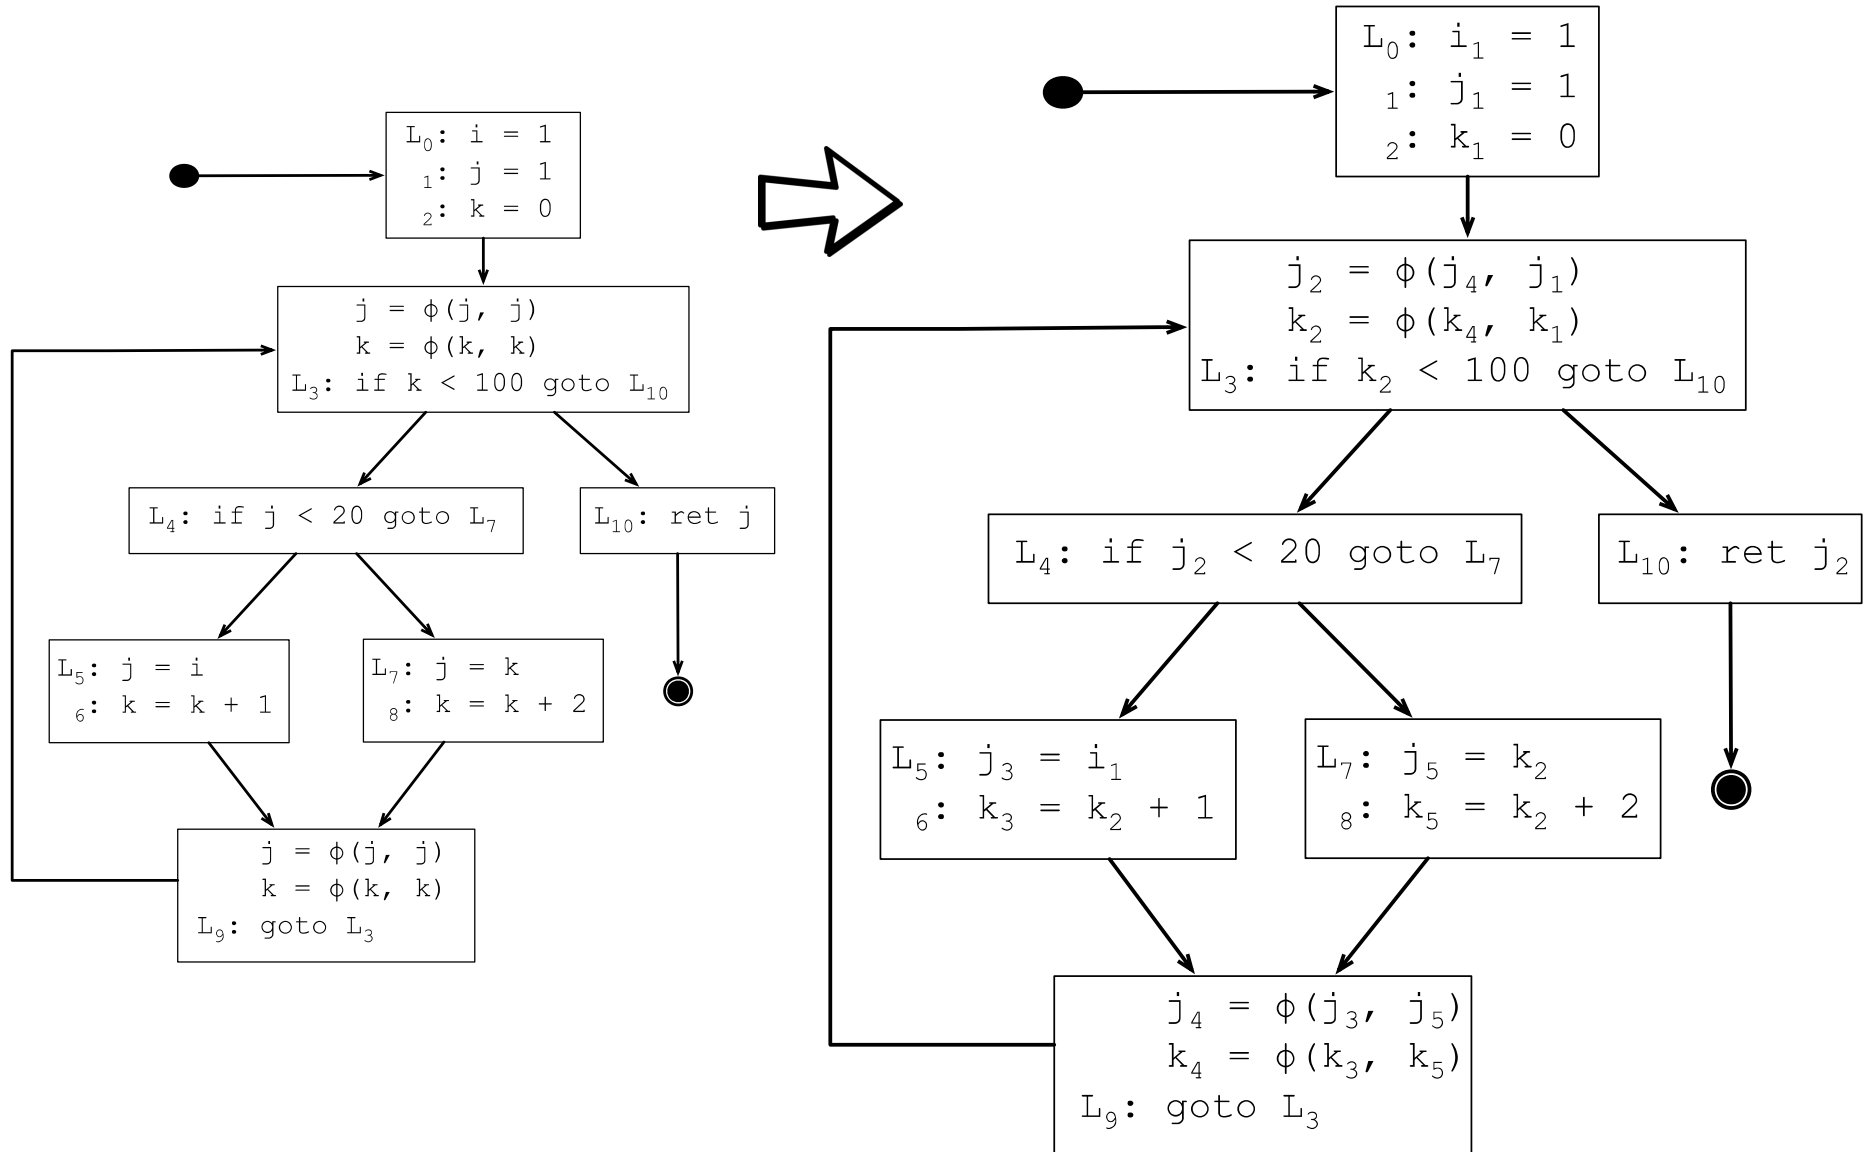 L₀: i = 1
₁: j = 1
₂: k = 0
j = ϕ(j, j)
k = ϕ(k, k)
L₃: if k < 100 goto L₁₀
L₄: if j < 20 goto L₇
L₁₀: ret j
L₅: j = i
₆: k = k + 1
L₇: j = k
₈: k = k + 2
j = ϕ(j, j)
k = ϕ(k, k)
L₉: goto L₃
L₀: i₁ = 1
₁: j₁ = 1
₂: k₁ = 0
j₂ = ϕ(j₄, j₁)
k₂ = ϕ(k₄, k₁)
L₃: if k₂ < 100 goto L₁₀
L₄: if j₂ < 20 goto L₇
L₁₀: ret j₂
L₅: j₃ = i₁
₆: k₃ = k₂ + 1
L₇: j₅ = k₂
₈: k₅ = k₂ + 2
j₄ = ϕ(j₃, j₅)
k₄ = ϕ(k₃, k₅)
L₉: goto L₃